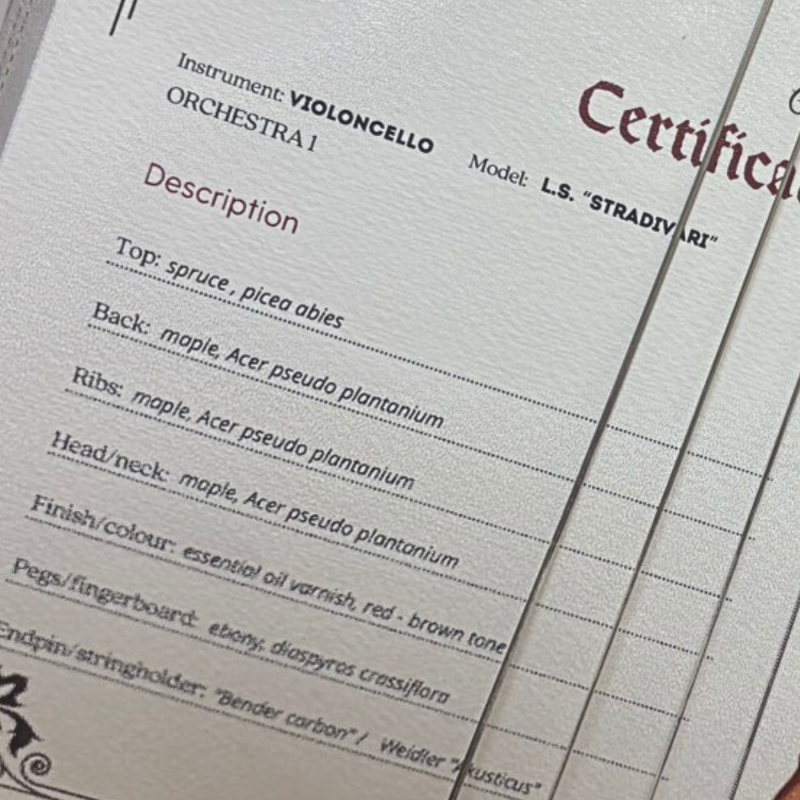 Certifica
Instrument: VIOLONCELLO
ORCHESTRA 1
Model: L.S. "STRADIVARI"
Description
Top: spruce, picea abies
Back: maple, Acer pseudo plantanium
Ribs: maple, Acer pseudo plantanium
Head/neck: maple, Acer pseudo plantanium
Finish/colour: essential oil varnish, red - brown tone
Pegs/fingerboard: ebony, diospyros crassiflora
Endpin/stringholder: "Bender carbon" / Weidler "Akusticus"